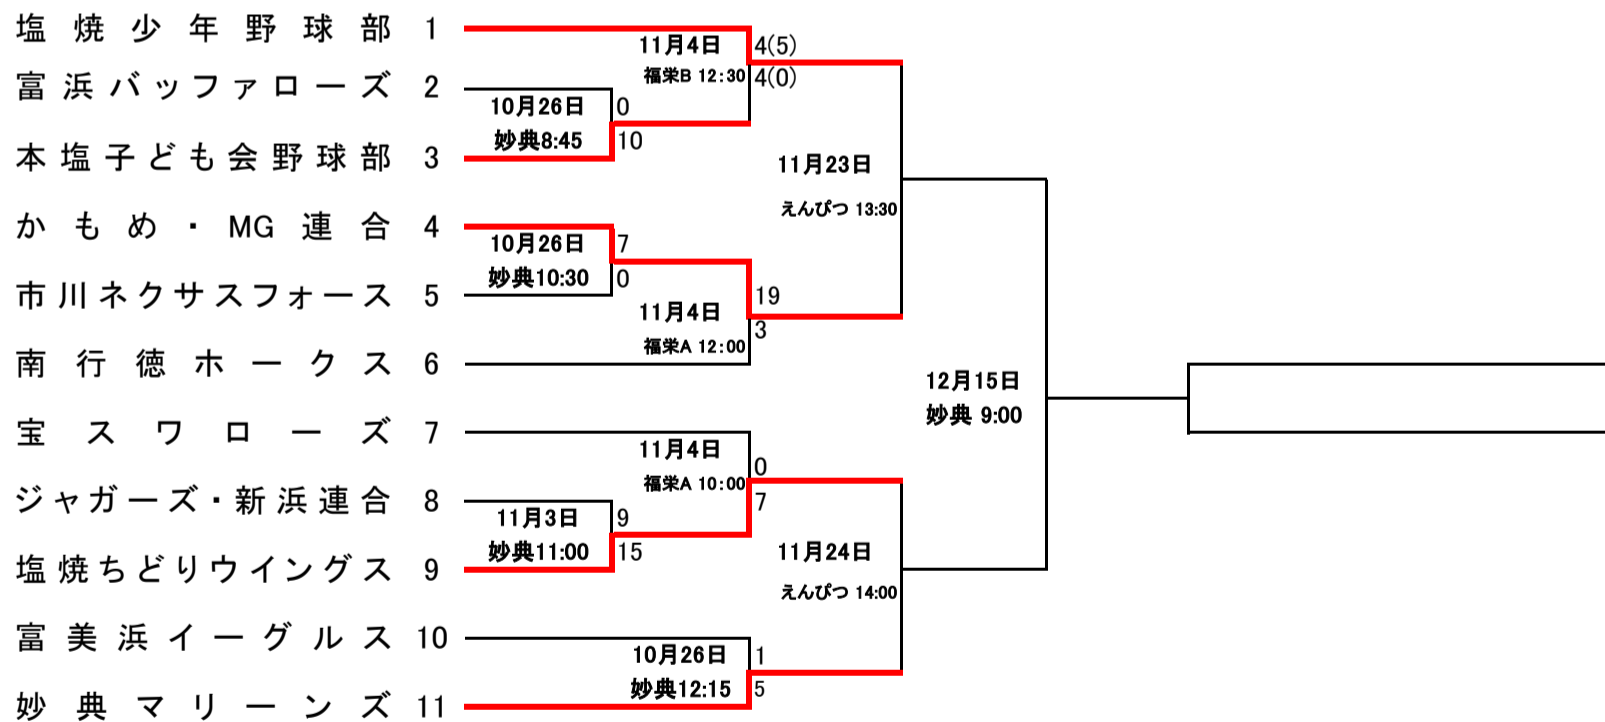 塩焼少年野球部 1
11月4日 4(5)
福栄B 12:30 4(0)
富浜バッファローズ 2
10月26日 0
妙典8:45 10
本塩子ども会野球部 3
11月23日
えんぴつ 13:30
かもめ・MG連合 4
10月26日 7
妙典10:30 0
市川ネクサスフォース 5
11月4日 19
福栄A 12:00 3
南行徳ホークス 6
12月15日
妙典 9:00
宝スワローズ 7
11月4日 0
福栄A 10:00 7
ジャガーズ・新浜連合 8
11月3日 9
妙典11:00 15
塩焼ちどりウイングス 9
11月24日
えんぴつ 14:00
富美浜イーグルス 10
10月26日 1
妙典12:15 5
妙典マリーンズ 11